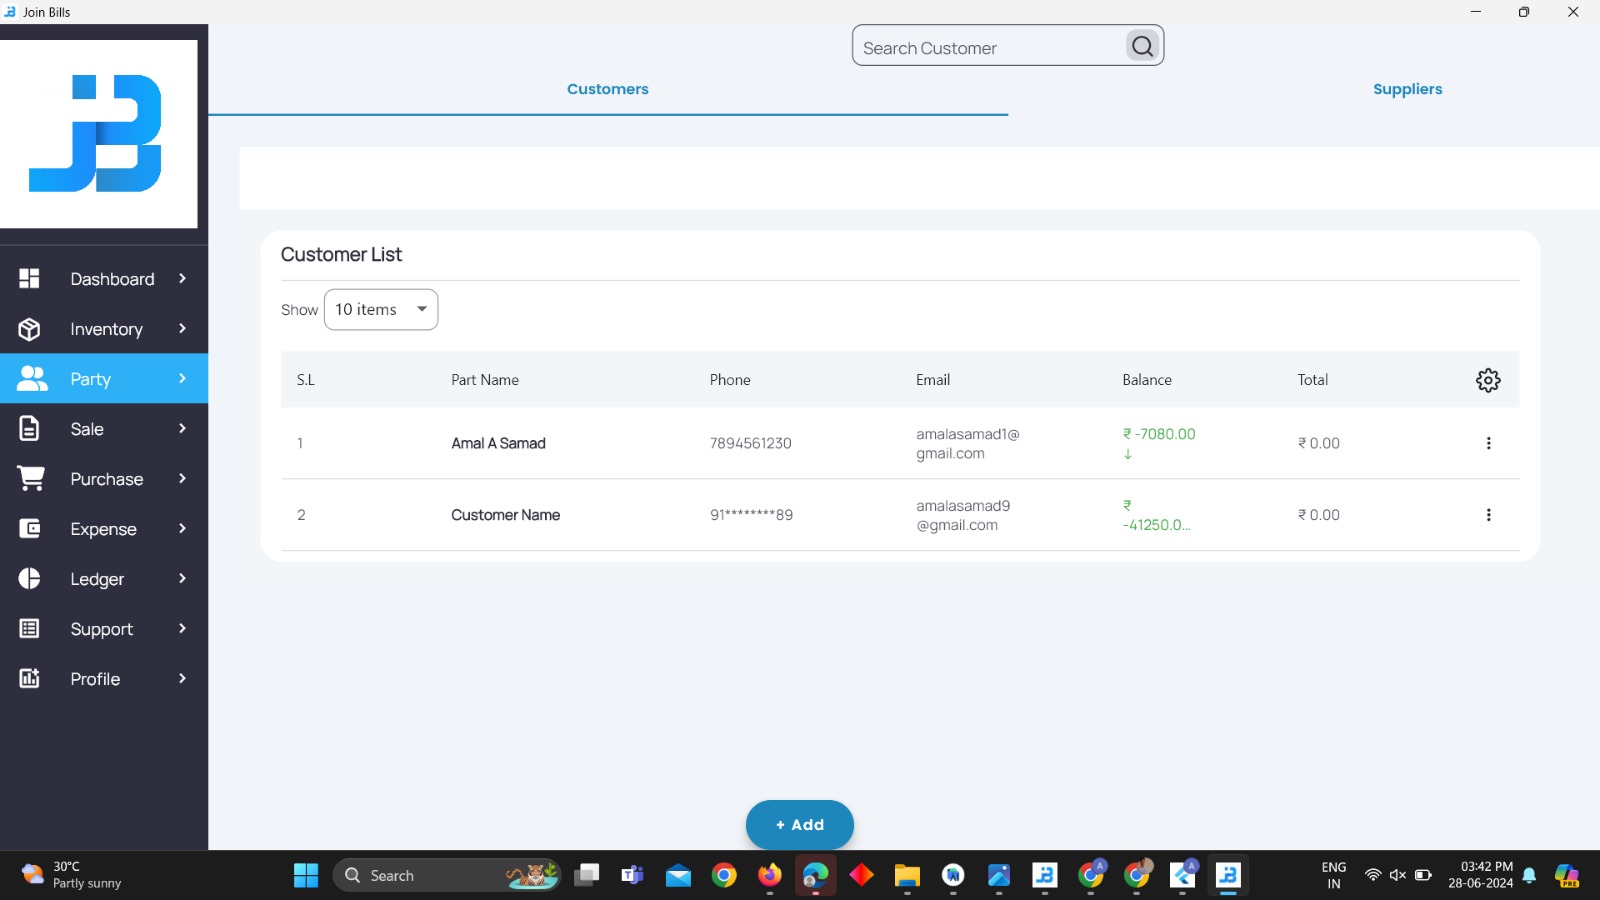 Join Bills
Search Customer
Customers
Suppliers
Dashboard
Inventory
Party
Sale
Purchase
Expense
Ledger
Support
Profile
Customer List
Show 10 items
S.L Part Name Phone Email Balance Total
1 Amal A Samad 7894561230 amalasamad1@ ₹ -7080.00 ₹ 0.00
gmail.com ↓
2 Customer Name 91********89 amalasamad9 ₹ ₹ 0.00
@gmail.com -41250.0...
+ Add
30°C
Partly sunny
Search
ENG
IN
03:42 PM
28-06-2024
PRE